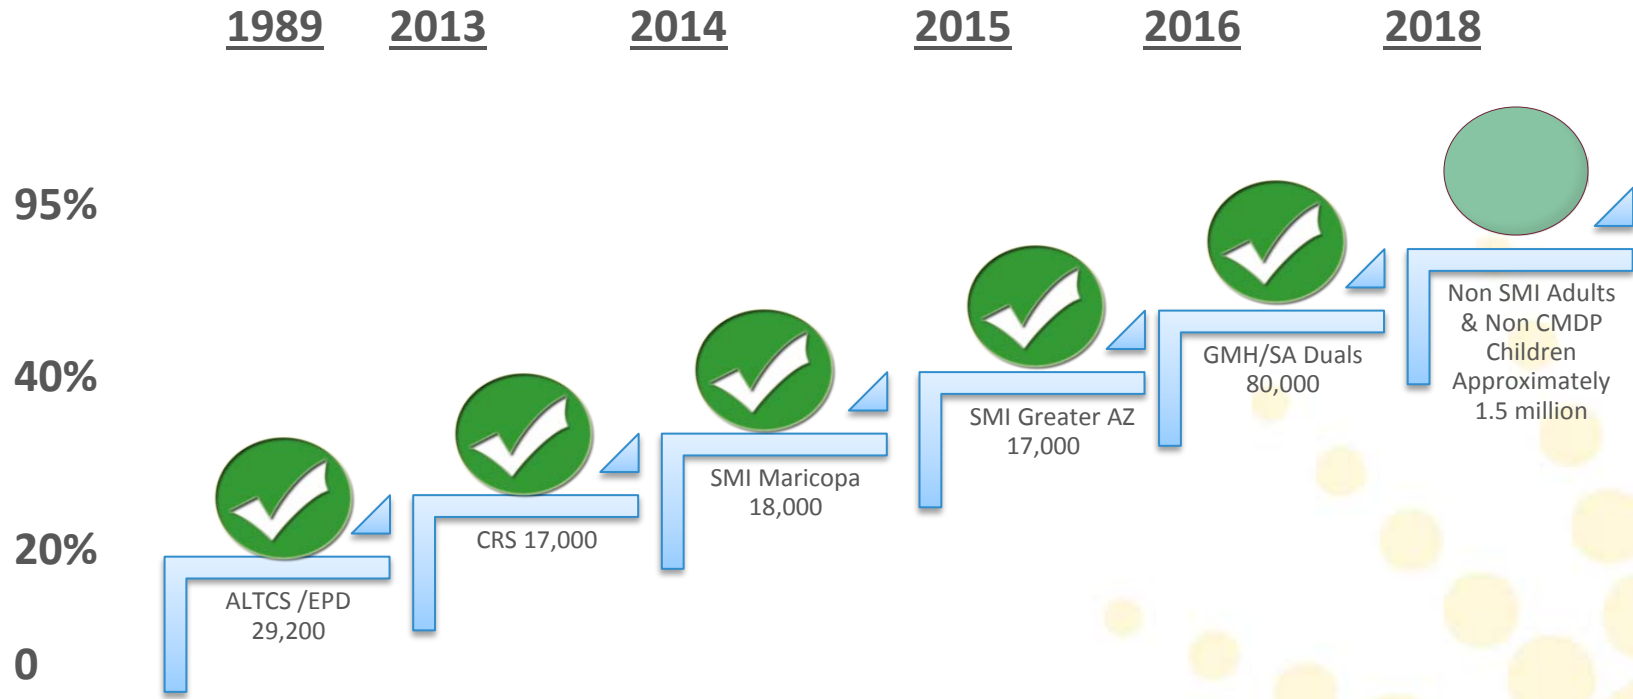 1989 2013 2014 2015 2016 2018
95%
40%
20%
0
ALTCS /EPD
29,200
CRS 17,000
SMI Maricopa
18,000
SMI Greater AZ
17,000
GMH/SA Duals
80,000
Non SMI Adults
& Non CMDP
Children
Approximately
1.5 million